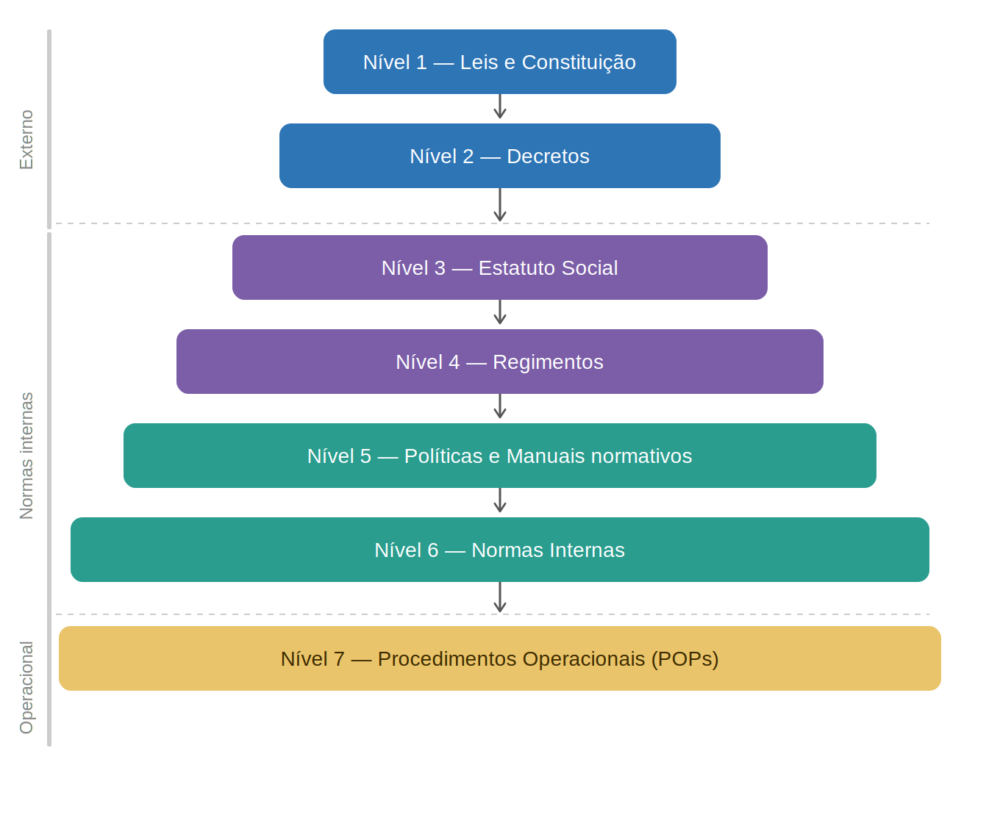 Externo
Nível 1 — Leis e Constituição
Nível 2 — Decretos
Normas internas
Nível 3 — Estatuto Social
Nível 4 — Regimentos
Nível 5 — Políticas e Manuais normativos
Nível 6 — Normas Internas
Operacional
Nível 7 — Procedimentos Operacionais (POPs)